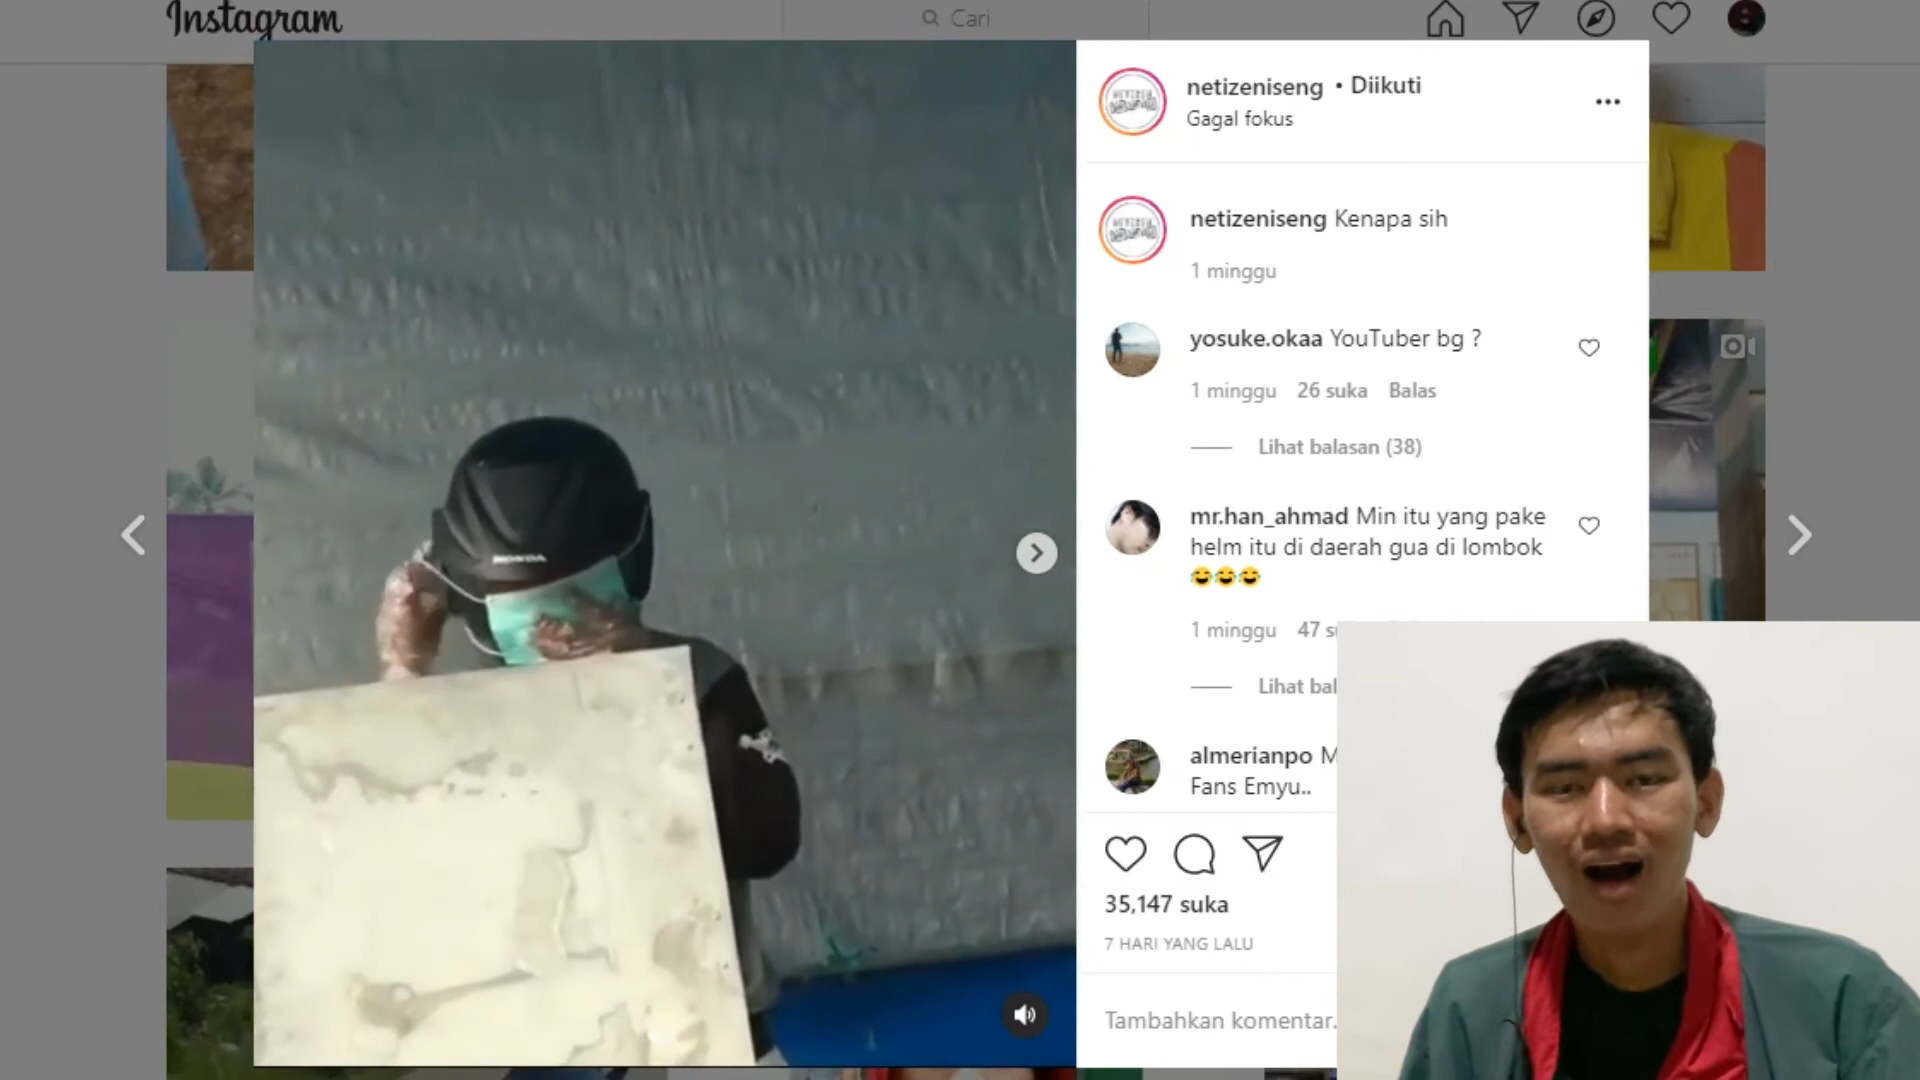 Instagram
Cari
netizeniseng • Diikuti
Gagal fokus
netizeniseng Kenapa sih
1 minggu
yosuke.okaa YouTuber bg ?
1 minggu 26 suka Balas
Lihat balasan (38)
mr.han_ahmad Min itu yang pake
helm itu di daerah gua di lombok
😂😂😂
1 minggu 47 su
Lihat bal
almerianpo M
Fans Emyu..
35,147 suka
7 HARI YANG LALU
Tambahkan komentar.
HONDA